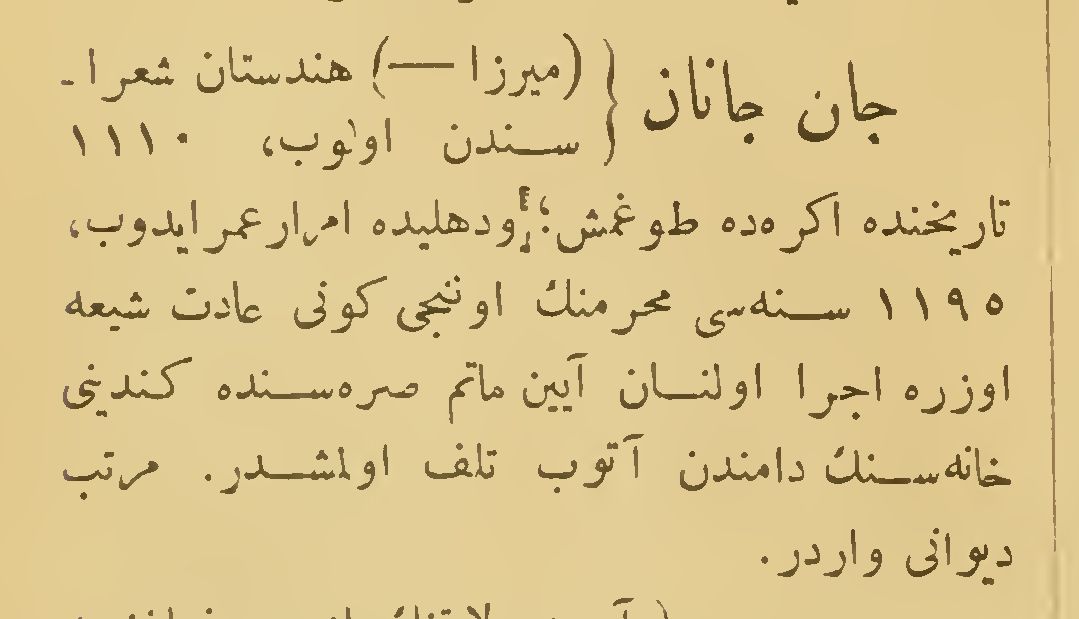 جان جانان { (میرزا —) هندستان شعرا-
سندن اولوب، ۱۱۱۰
تاریخنده اکره‌ده طوغمش؛ ودهلیده امرار عمر ایدوب،
۱۱۹۵ سنه‌سی محرمنك اوننجی کونی عادت شیعه
اوزره اجرا اولنان آیین ماتم صره‌سنده کندینی
خانه‌سنك دامندن آتوب تلف اولمشدر. مرتب
دیوانی واردر.